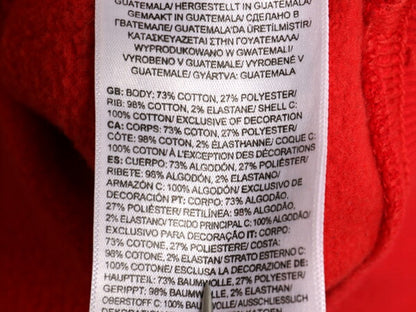 GUATEMALA/ HERGESTELLT IN GUATEMALA/
GEMAAKT IN GUATEMALA/ СДЕЛАНО В
ГВАТЕМАЛЕ/ GUATEMALA'DA ÜRETİLMİŞTİR/
ΚΑΤΑΣΚΕΥΑΖΕΤΑΙ ΣΤΗΝ ΓΟΥΑΤΕΜΑΛΑ/
WYPRODUKOWANO W GWATEMALI/
VYROBENO V GUATEMALE/ VYROBENÉ V
GUATEMALE/ GYÁRTVA: GUATEMALA
GB: BODY: 73% COTTON, 27% POLYESTER/
RIB: 98% COTTON, 2% ELASTANE/ SHELL C:
100% COTTON/ EXCLUSIVE OF DECORATION
CA: CORPS: 73% COTON, 27% POLYESTER/
CÔTE: 98% COTON, 2% ÉLASTHANNE/ COQUE C:
100% COTON/ À L'EXCEPTION DES DÉCORATIONS
ES: CUERPO: 73% ALGODÓN, 27% POLIÉSTER/
RIBETE: 98% ALGODÓN, 2% ELASTANO/
ARMAZÓN C: 100% ALGODÓN/ EXCLUSIVO DE
DECORACIÓN PT: CORPO: 73% ALGODÃO,
27% POLIÉSTER/ RETILÍNEA: 98% ALGODÃO,
2% ELASTANO/ TECIDO PRINCIPAL C: 100% ALGODÃO/
EXCLUSIVO PARA DECORAÇÃO IT: CORPO:
73% COTONE, 27% POLIESTERE/ COSTA:
98% COTONE, 2% ELASTAN/ STRATO ESTERNO C:
100% COTONE/ ESCLUSA LA DECORAZIONE DE:
HAUPTTEIL: 73% BAUMWOLLE, 27% POLYESTER/
GERIPPT: 98% BAUMWOLLE, 2% ELASTHAN/
OBERSTOFF C: 100% BAUMWOLLE/ AUSSCHLIESSLICH